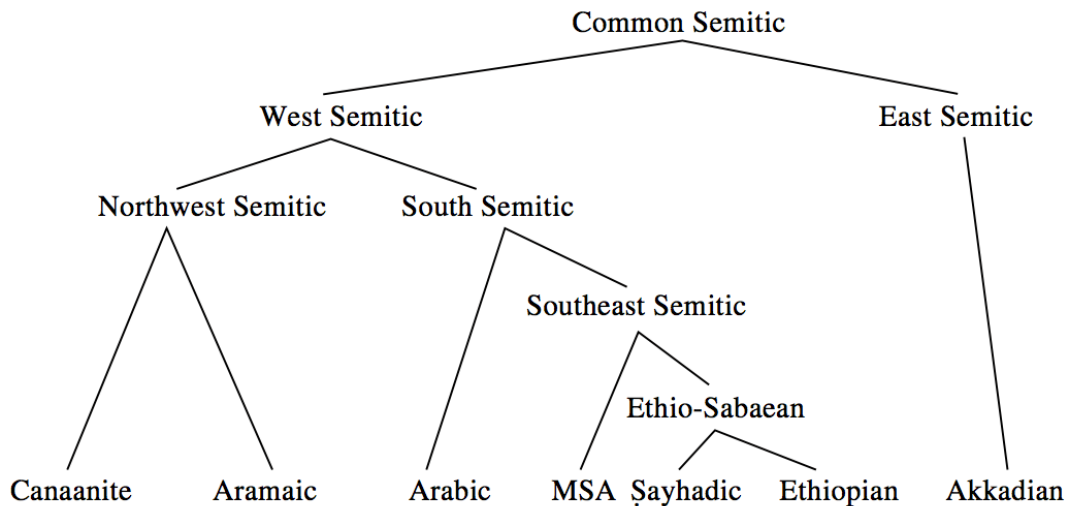 Common Semitic
West Semitic East Semitic
Northwest Semitic South Semitic
Southeast Semitic
Ethio-Sabaean
Canaanite Aramaic Arabic MSA Ṣayhadic Ethiopian Akkadian